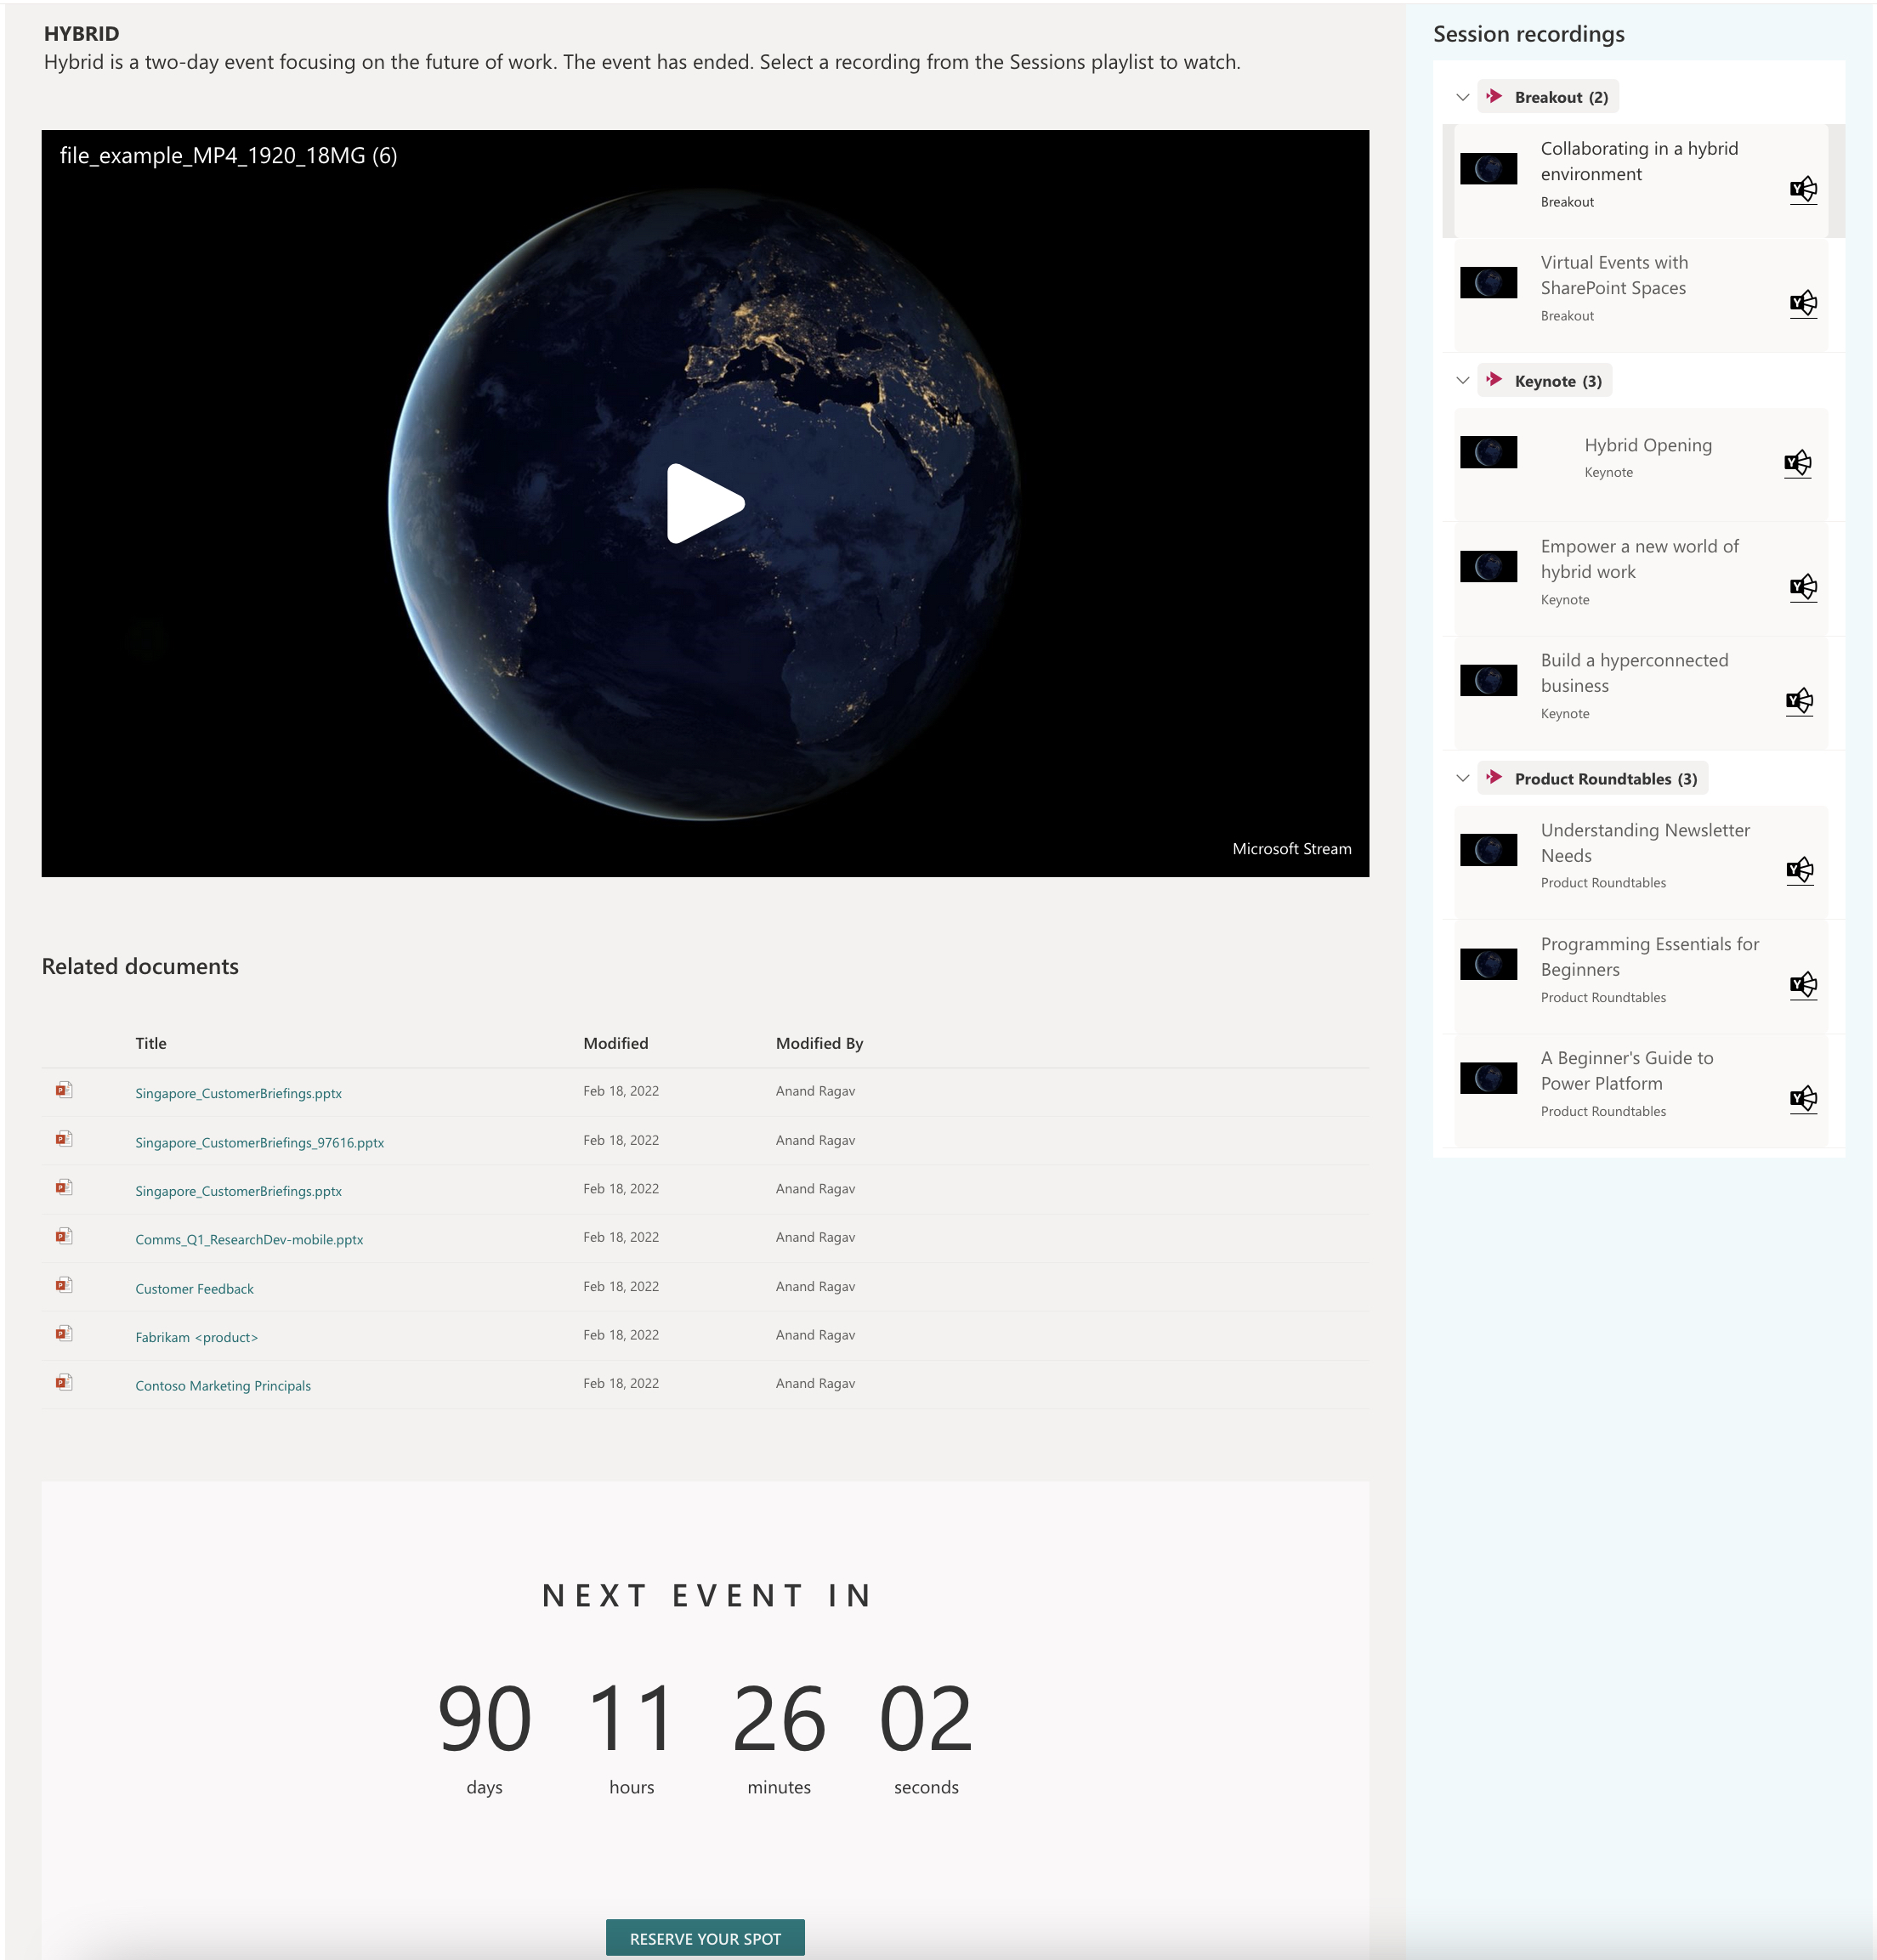 HYBRID
Hybrid is a two-day event focusing on the future of work. The event has ended. Select a recording from the Sessions playlist to watch.
file_example_MP4_1920_18MG (6)
Microsoft Stream
Related documents
Title Modified Modified By
Singapore_CustomerBriefings.pptx Feb 18, 2022 Anand Ragav
Singapore_CustomerBriefings_97616.pptx Feb 18, 2022 Anand Ragav
Singapore_CustomerBriefings.pptx Feb 18, 2022 Anand Ragav
Comms_Q1_ResearchDev-mobile.pptx Feb 18, 2022 Anand Ragav
Customer Feedback Feb 18, 2022 Anand Ragav
Fabrikam <product> Feb 18, 2022 Anand Ragav
Contoso Marketing Principals Feb 18, 2022 Anand Ragav
NEXT EVENT IN
90 11 26 02
days hours minutes seconds
RESERVE YOUR SPOT
Session recordings
Breakout (2)
Collaborating in a hybrid
environment
Breakout
Virtual Events with
SharePoint Spaces
Breakout
Keynote (3)
Hybrid Opening
Keynote
Empower a new world of
hybrid work
Keynote
Build a hyperconnected
business
Keynote
Product Roundtables (3)
Understanding Newsletter
Needs
Product Roundtables
Programming Essentials for
Beginners
Product Roundtables
A Beginner's Guide to
Power Platform
Product Roundtables